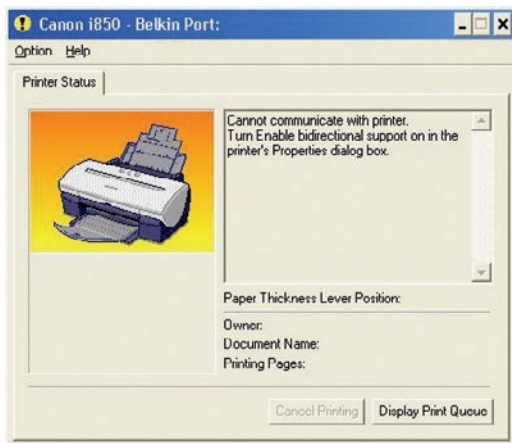 Canon i850 - Belkin Port:
Option Help
Printer Status
Cannot communicate with printer.
Turn Enable bidirectional support on in the
printer's Properties dialog box.
Paper Thickness Lever Position:
Owner:
Document Name:
Printing Pages:
Cancel Printing Display Print Queue